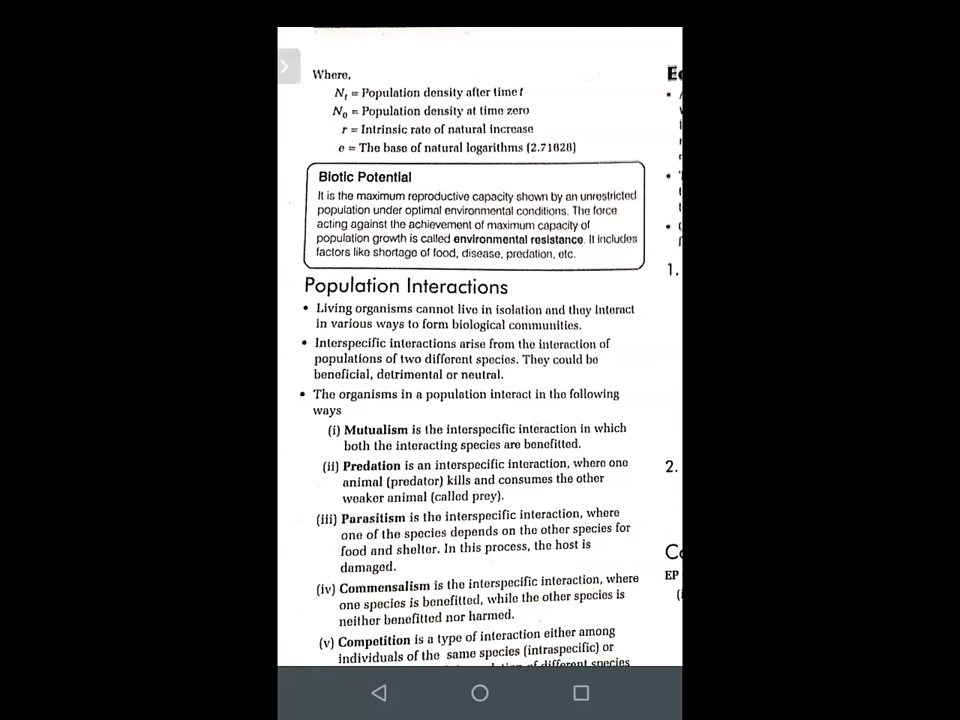 Where,
Nt = Population density after time t
N0 = Population density at time zero
r = Intrinsic rate of natural increase
e = The base of natural logarithms (2.71828)
Biotic Potential
It is the maximum reproductive capacity shown by an unrestricted
population under optimal environmental conditions. The force
acting against the achievement of maximum capacity of
population growth is called environmental resistance. It includes
factors like shortage of food, disease, predation, etc.
Population Interactions
• Living organisms cannot live in isolation and they interact
in various ways to form biological communities.
• Interspecific interactions arise from the interaction of
populations of two different species. They could be
beneficial, detrimental or neutral.
• The organisms in a population interact in the following
ways
(i) Mutualism is the interspecific interaction in which
both the interacting species are benefitted.
(ii) Predation is an interspecific interaction, where one
animal (predator) kills and consumes the other
weaker animal (called prey).
(iii) Parasitism is the interspecific interaction, where
one of the species depends on the other species for
food and shelter. In this process, the host is
damaged.
(iv) Commensalism is the interspecific interaction, where
one species is benefitted, while the other species is
neither benefitted nor harmed.
(v) Competition is a type of interaction either among
individuals of the same species (intraspecific) or
of different species
1.
2.
EP